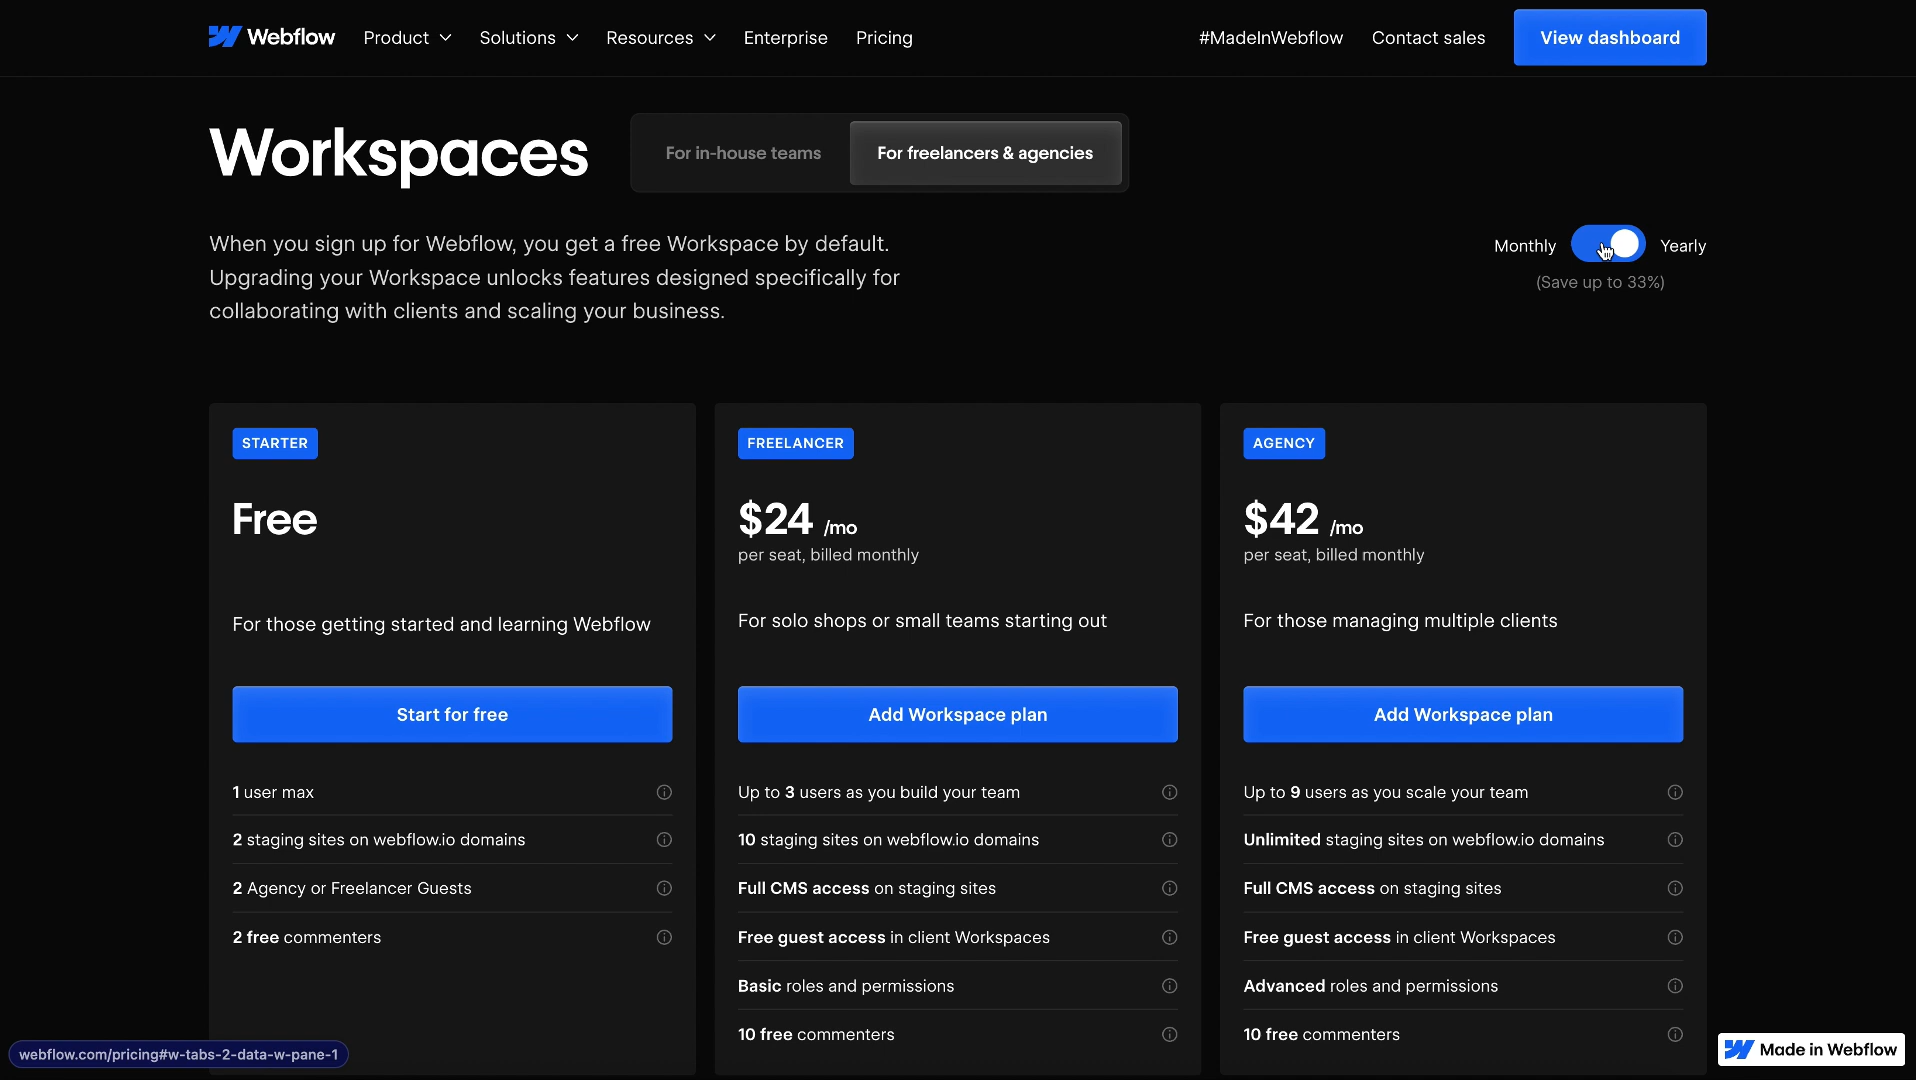 Webflow
Product
Solutions
Resources
Enterprise
Pricing
#MadeInWebflow
Contact sales
View dashboard
Workspaces
For in-house teams
For freelancers & agencies
When you sign up for Webflow, you get a free Workspace by default.
Upgrading your Workspace unlocks features designed specifically for
collaborating with clients and scaling your business.
Monthly
Yearly
(Save up to 33%)
STARTER
Free
For those getting started and learning Webflow
Start for free
1 user max
2 staging sites on webflow.io domains
2 Agency or Freelancer Guests
2 free commenters
FREELANCER
$24 /mo
per seat, billed monthly
For solo shops or small teams starting out
Add Workspace plan
Up to 3 users as you build your team
10 staging sites on webflow.io domains
Full CMS access on staging sites
Free guest access in client Workspaces
Basic roles and permissions
10 free commenters
AGENCY
$42 /mo
per seat, billed monthly
For those managing multiple clients
Add Workspace plan
Up to 9 users as you scale your team
Unlimited staging sites on webflow.io domains
Full CMS access on staging sites
Free guest access in client Workspaces
Advanced roles and permissions
10 free commenters
webflow.com/pricing#w-tabs-2-data-w-pane-1
Made in Webflow